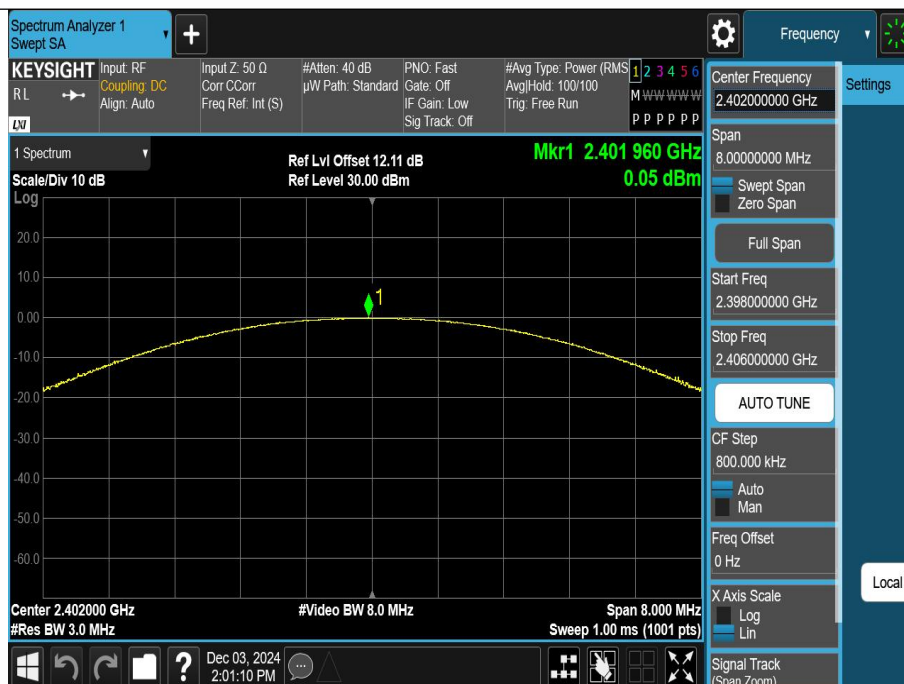 Spectrum Analyzer 1
Swept SA
+
Frequency
KEYSIGHT
R L
LXI
Input: RF
Coupling: DC
Align: Auto
Input Z: 50 Ω
Corr CCorr
Freq Ref: Int (S)
#Atten: 40 dB
µW Path: Standard
PNO: Fast
Gate: Off
IF Gain: Low
Sig Track: Off
#Avg Type: Power (RMS
Avg|Hold: 100/100
Trig: Free Run
1 2 3 4 5 6
M W W W W W
P P P P P P
1 Spectrum
Scale/Div 10 dB
Log
Ref Lvl Offset 12.11 dB
Ref Level 30.00 dBm
Mkr1 2.401 960 GHz
0.05 dBm
20.0
10.0
0.00
-10.0
-20.0
-30.0
-40.0
-50.0
-60.0
1
Center 2.402000 GHz
#Res BW 3.0 MHz
#Video BW 8.0 MHz
Span 8.000 MHz
Sweep 1.00 ms (1001 pts)
?
Dec 03, 2024
2:01:10 PM
Center Frequency
2.402000000 GHz
Span
8.00000000 MHz
Swept Span
Zero Span
Full Span
Start Freq
2.398000000 GHz
Stop Freq
2.406000000 GHz
AUTO TUNE
CF Step
800.000 kHz
Auto
Man
Freq Offset
0 Hz
X Axis Scale
Log
Lin
Signal Track
(Span Zoom)
Settings
Local